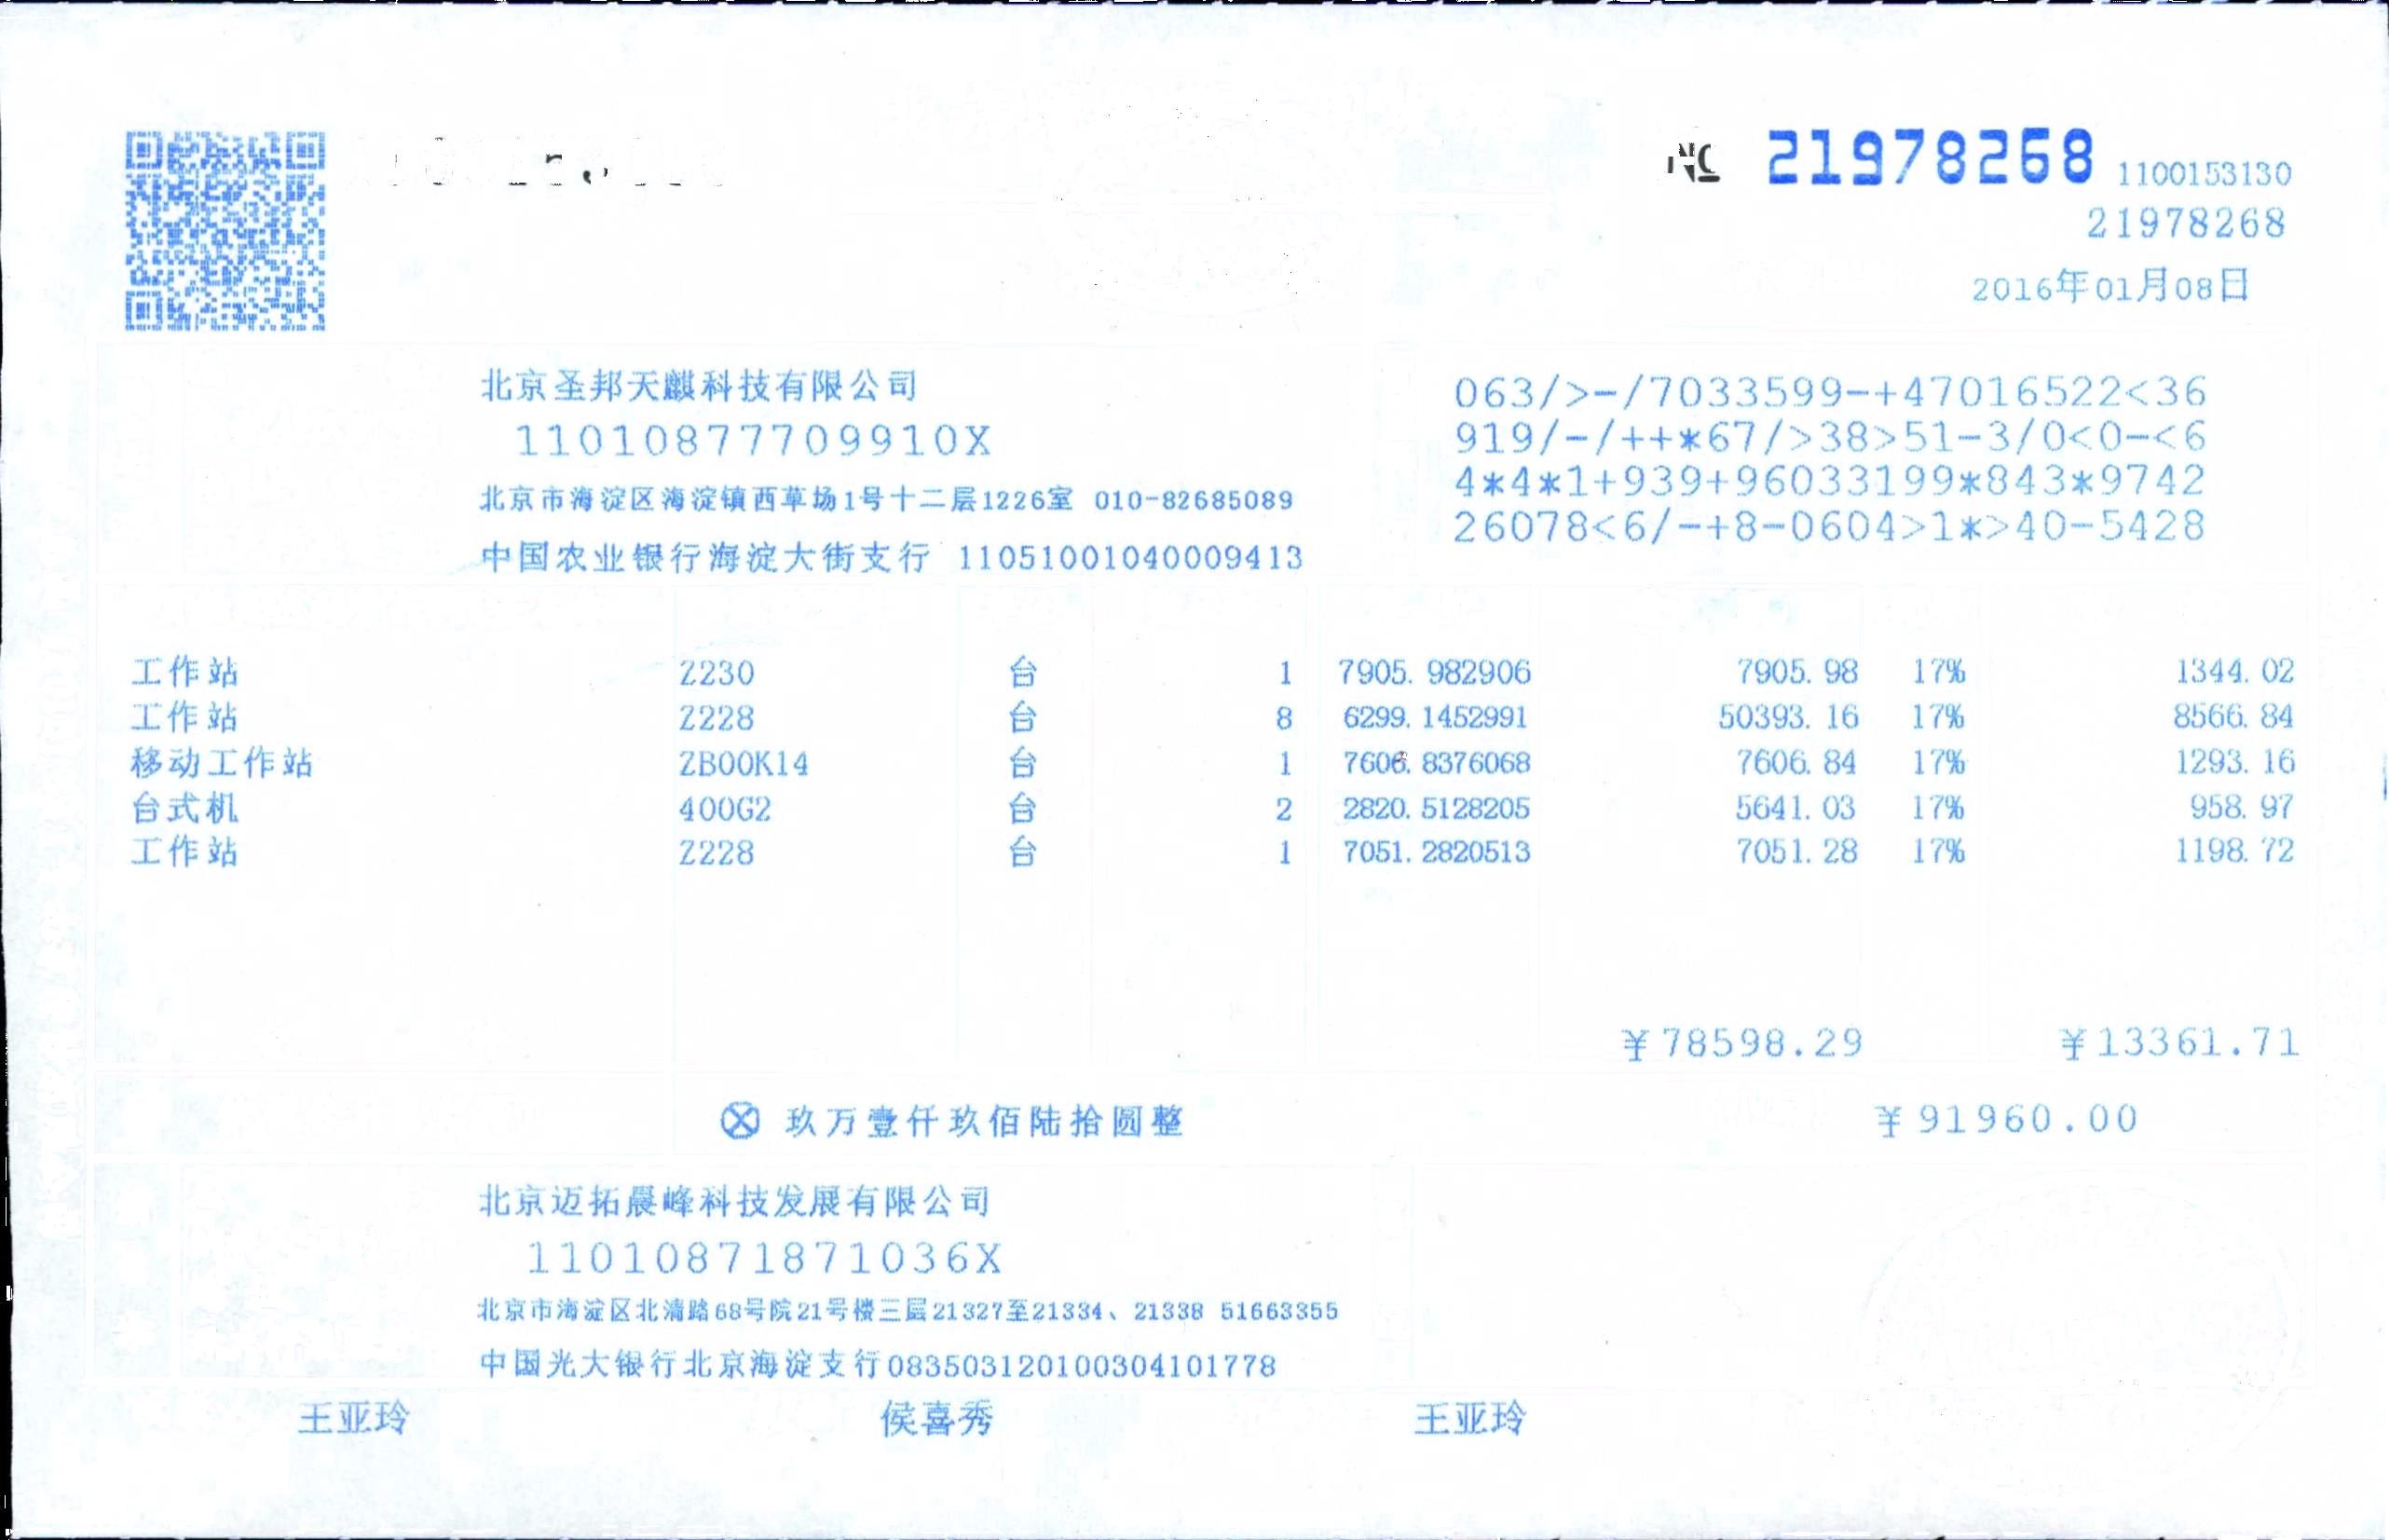 № 21978268 1100153130
21978268
2016年01月08日
北京圣邦天麒科技有限公司
11010877709910X
北京市海淀区海淀镇西草场1号十二层1226室 010-82685089
中国农业银行海淀大街支行 11051001040009413
063/>-/7033599-+47016522<36
919/-/++*67/>38>51-3/0<0-<6
4*4*1+939+96033199*843*9742
26078<6/-+8-0604>1*>40-5428
工作站 Z230 台 1 7905.982906 7905.98 17% 1344.02
工作站 Z228 台 8 6299.1452991 50393.16 17% 8566.84
移动工作站 ZBOOK14 台 1 7606.8376068 7606.84 17% 1293.16
台式机 400G2 台 2 2820.5128205 5641.03 17% 958.97
工作站 Z228 台 1 7051.2820513 7051.28 17% 1198.72
¥78598.29 ¥13361.71
ⓧ 玖万壹仟玖佰陆拾圆整 ¥91960.00
北京迈拓晨峰科技发展有限公司
11010871871036X
北京市海淀区北清路68号院21号楼三层21327至21334、21338 51663355
中国光大银行北京海淀支行083503120100304101778
王亚玲 侯喜秀 王亚玲